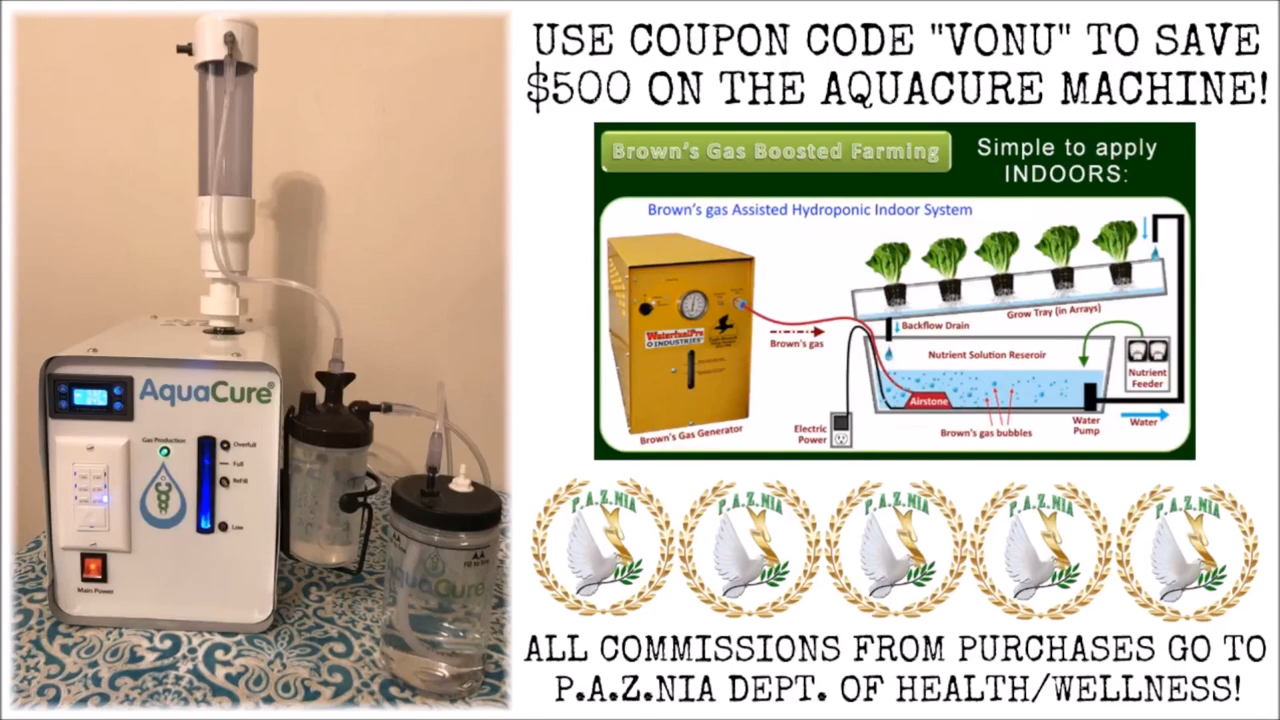 USE COUPON CODE "VONU" TO SAVE
$500 ON THE AQUACURE MACHINE!
Brown's Gas Boosted Farming
Simple to apply
INDOORS:
Brown's gas Assisted Hydroponic Indoor System
WaterfuelPro
INDUSTRIES
Brown's Gas Generator
Brown's gas
Electric
Power
Grow Tray (in Arrays)
Backflow Drain
Nutrient Solution Reseroir
Airstone
Brown's gas bubbles
Water
Pump
Nutrient
Feeder
Water
AquaCure®
Gas Production
Overfull
Full
ReFill
Low
Main Power
AquaCure
P.A.Z.NIA
P.A.Z.NIA
P.A.Z.NIA
P.A.Z.NIA
P.A.Z.NIA
ALL COMMISSIONS FROM PURCHASES GO TO
P.A.Z.NIA DEPT. OF HEALTH/WELLNESS!